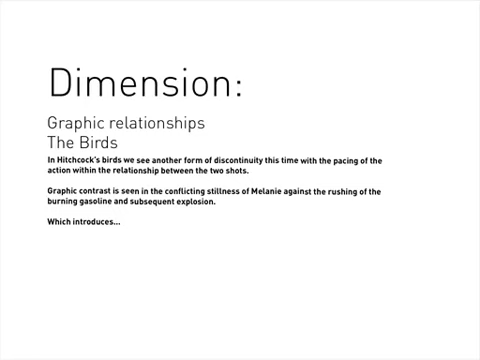 Dimension:
Graphic relationships
The Birds
In Hitchcock's birds we see another form of discontinuity this time with the pacing of the
action within the relationship between the two shots.
Graphic contrast is seen in the conflicting stillness of Melanie against the rushing of the
burning gasoline and subsequent explosion.
Which introduces...